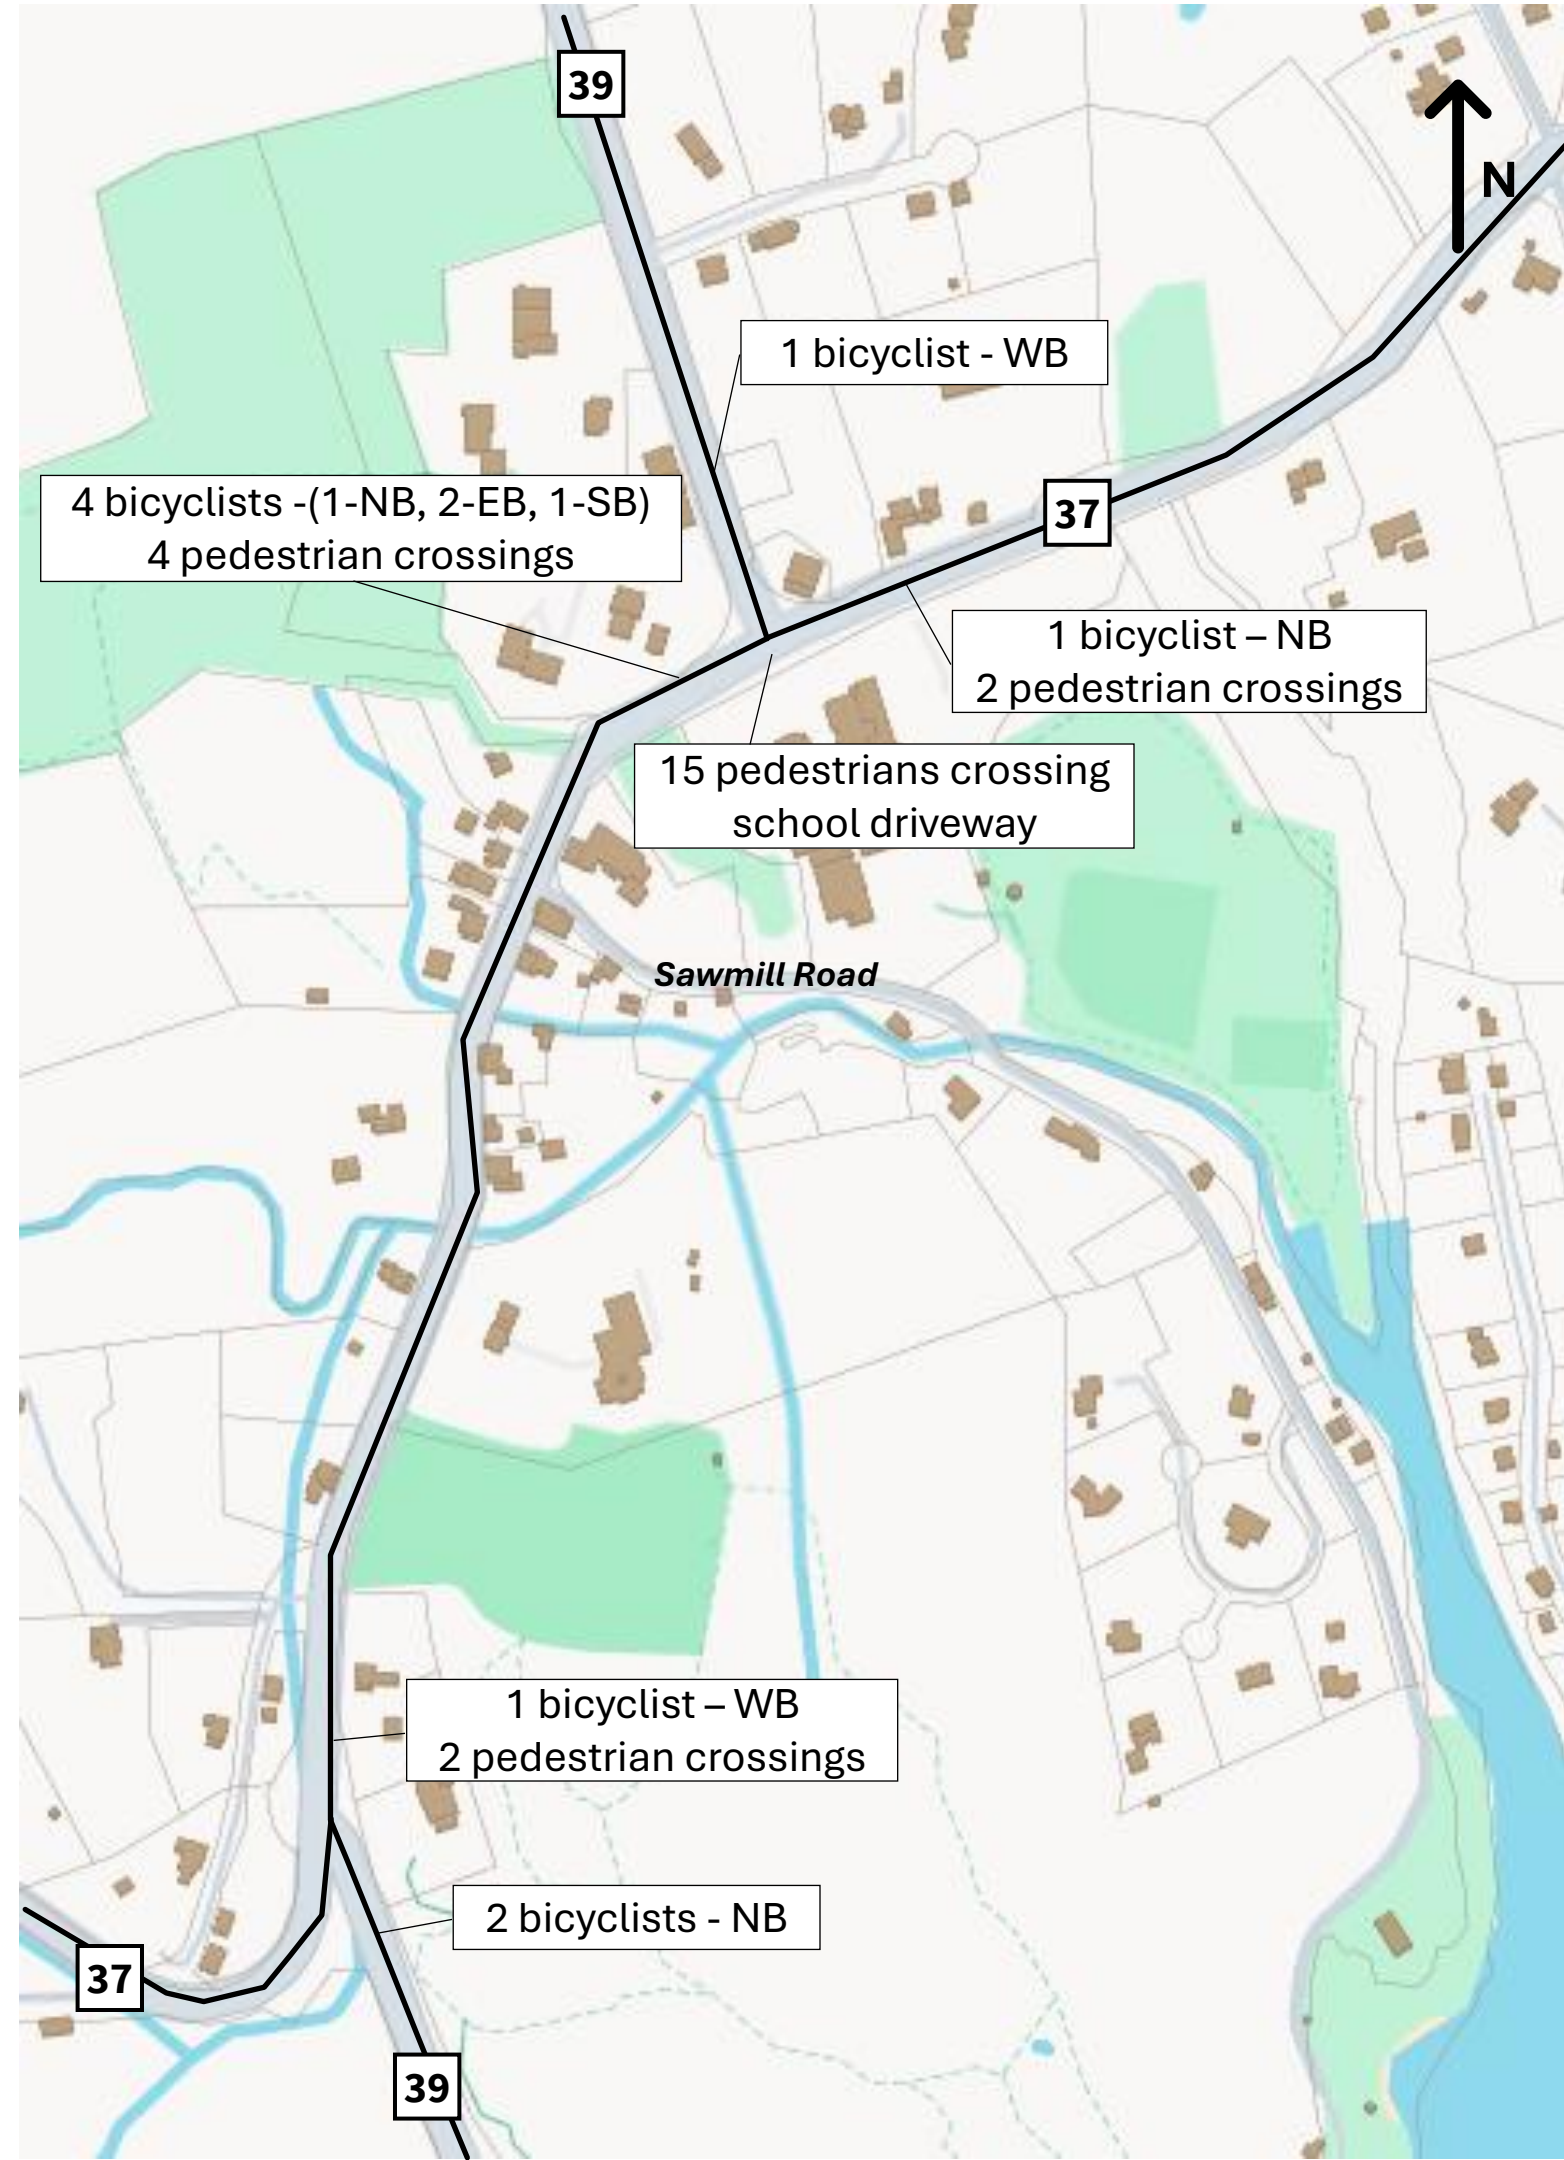 39
N
1 bicyclist - WB
4 bicyclists -(1-NB, 2-EB, 1-SB)
4 pedestrian crossings
37
1 bicyclist – NB
2 pedestrian crossings
15 pedestrians crossing
school driveway
Sawmill Road
1 bicyclist – WB
2 pedestrian crossings
2 bicyclists - NB
37
39